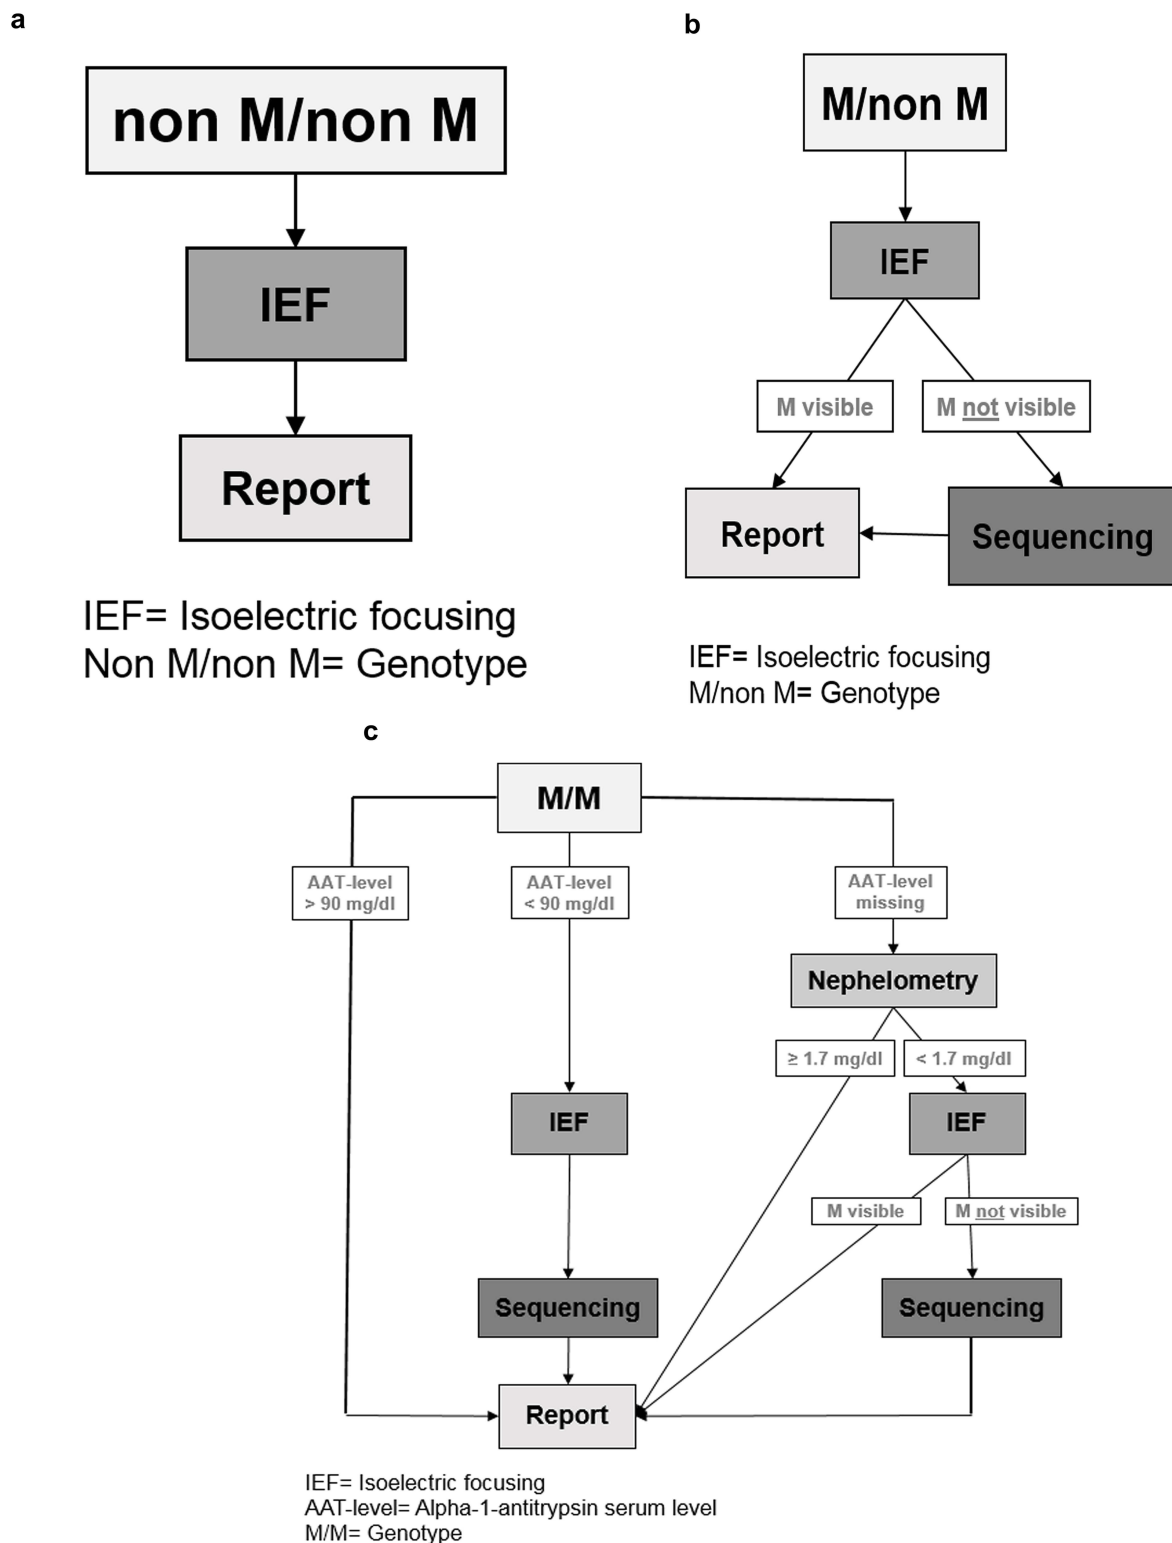 a
non M/non M
IEF
Report
IEF= Isoelectric focusing
Non M/non M= Genotype
b
M/non M
IEF
M visible
M not visible
Report
Sequencing
IEF= Isoelectric focusing
M/non M= Genotype
c
M/M
AAT-level
> 90 mg/dl
AAT-level
< 90 mg/dl
AAT-level
missing
Nephelometry
≥ 1.7 mg/dl
< 1.7 mg/dl
IEF
IEF
M visible
M not visible
Sequencing
Sequencing
Report
IEF= Isoelectric focusing
AAT-level= Alpha-1-antitrypsin serum level
M/M= Genotype